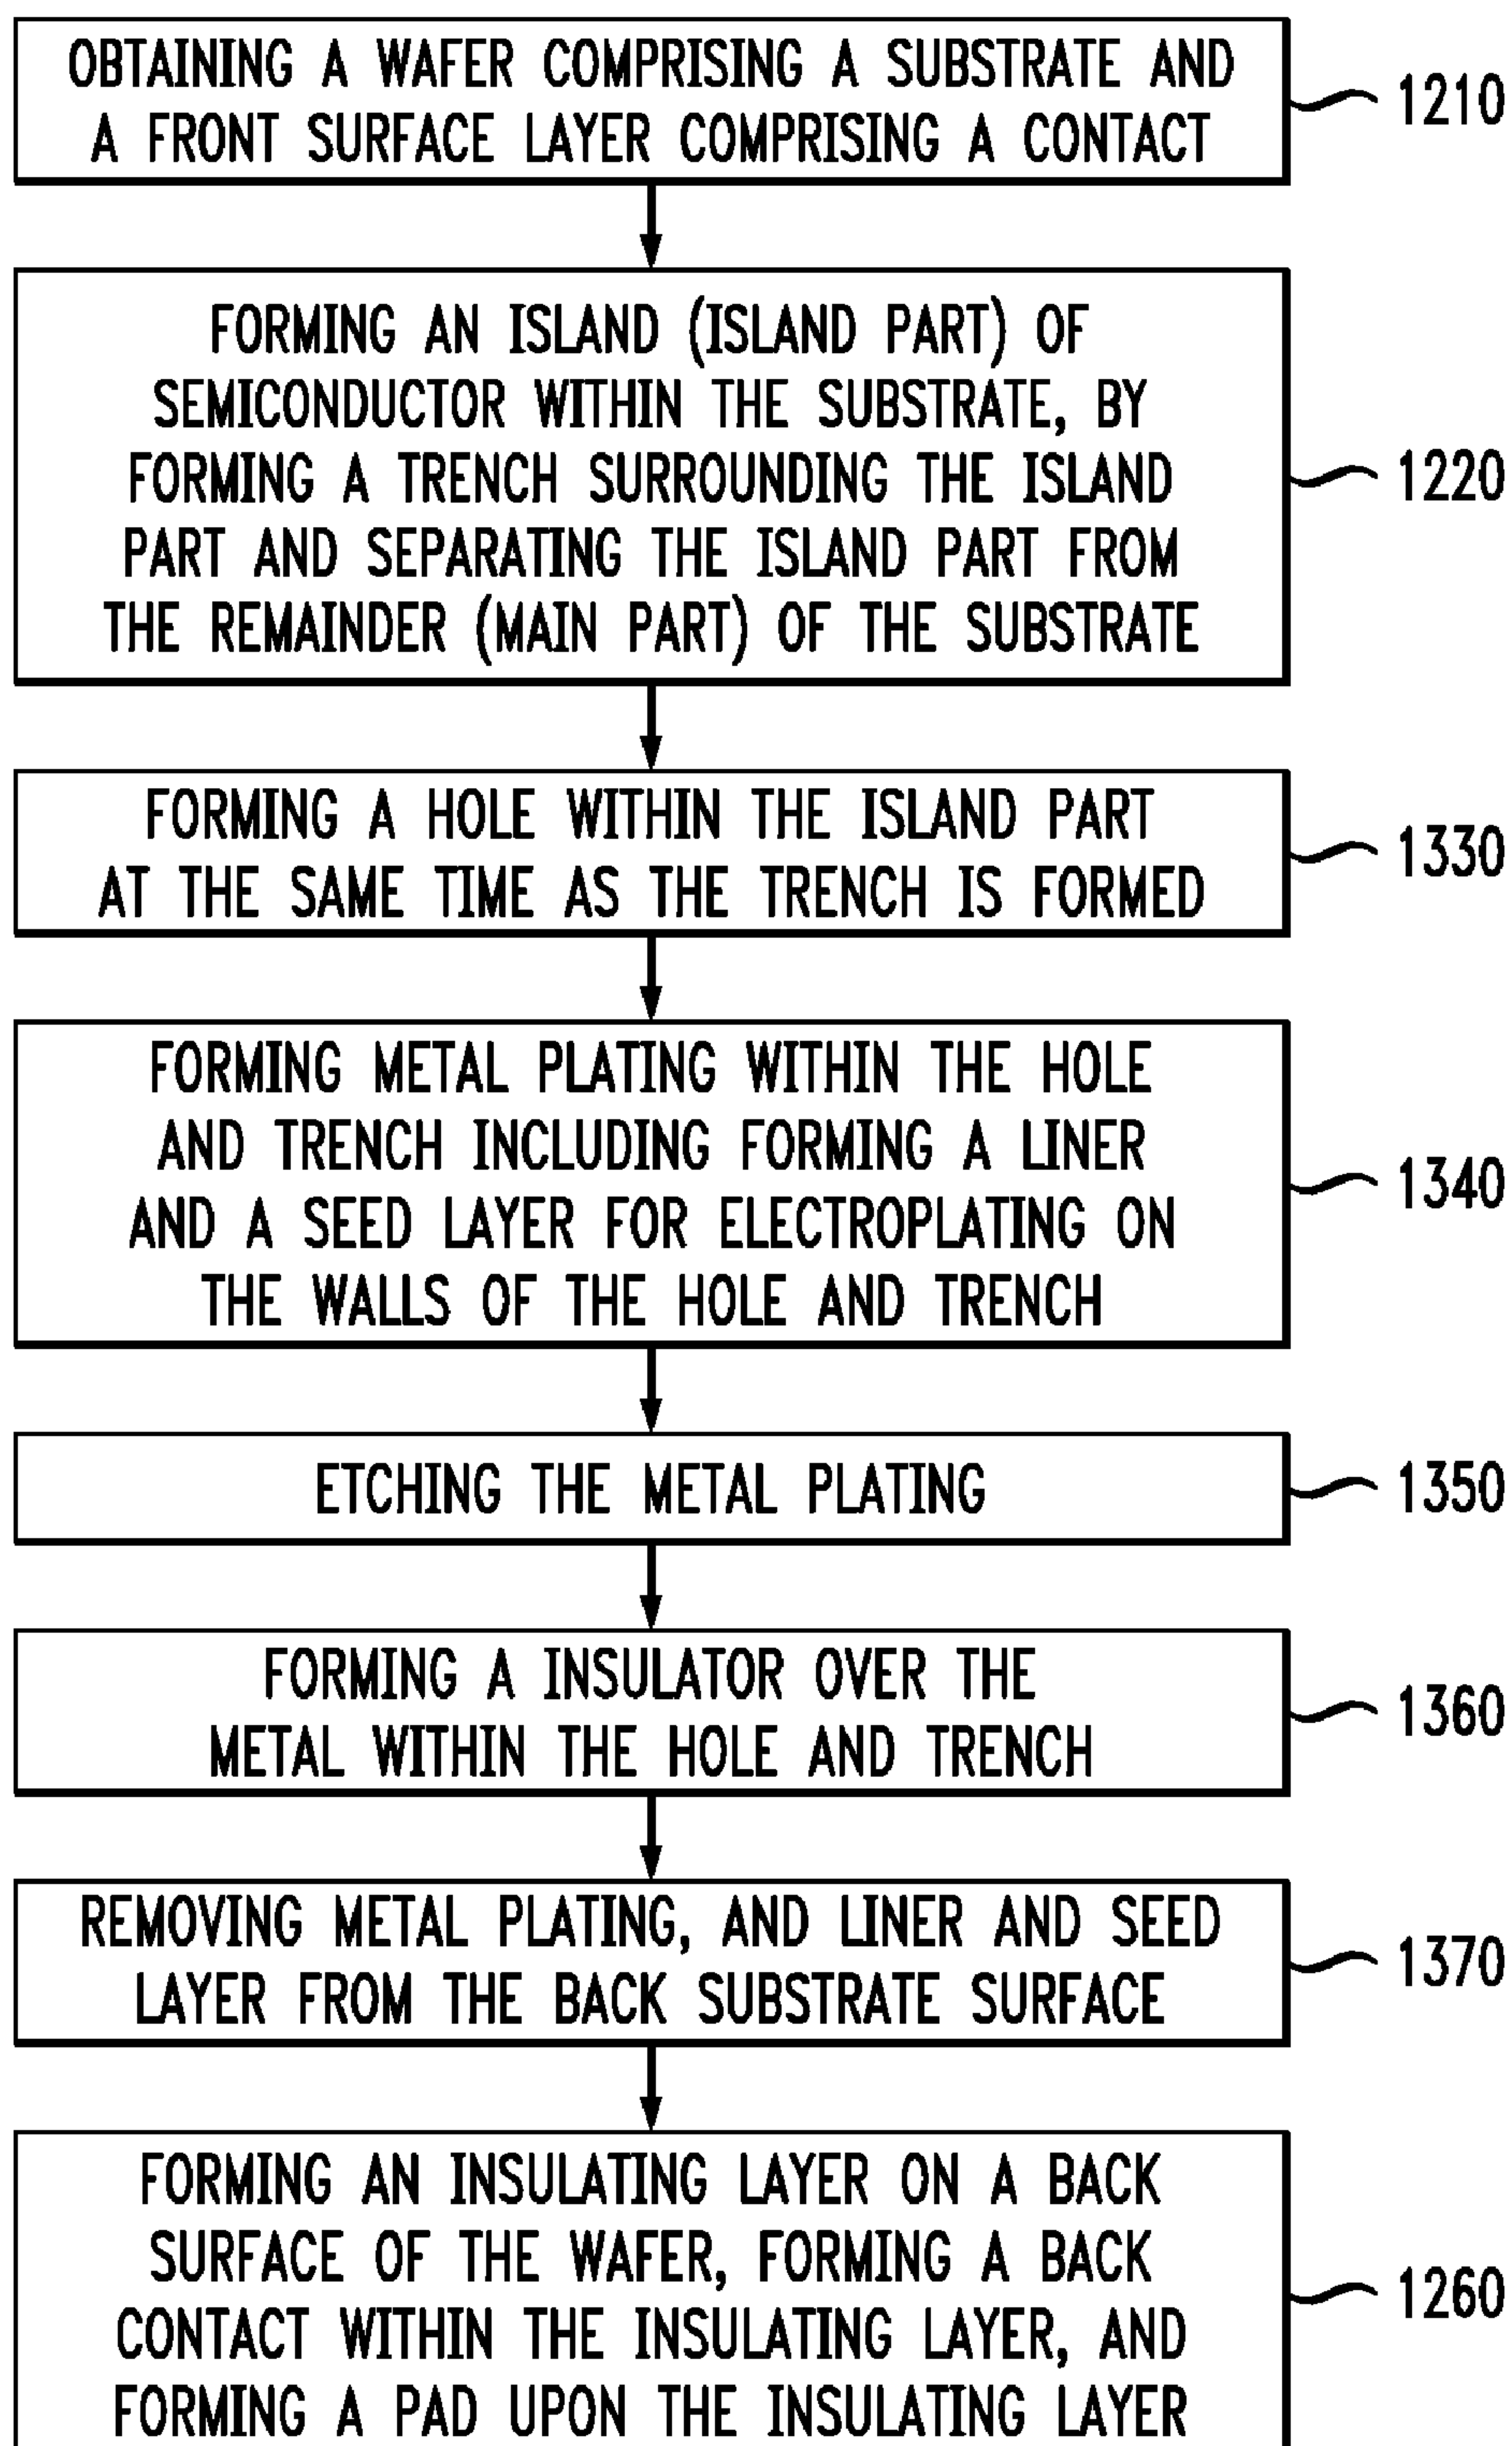 OBTAINING A WAFER COMPRISING A SUBSTRATE AND
A FRONT SURFACE LAYER COMPRISING A CONTACT
1210
FORMING AN ISLAND (ISLAND PART) OF
SEMICONDUCTOR WITHIN THE SUBSTRATE, BY
FORMING A TRENCH SURROUNDING THE ISLAND
PART AND SEPARATING THE ISLAND PART FROM
THE REMAINDER (MAIN PART) OF THE SUBSTRATE
1220
FORMING A HOLE WITHIN THE ISLAND PART
AT THE SAME TIME AS THE TRENCH IS FORMED
1330
FORMING METAL PLATING WITHIN THE HOLE
AND TRENCH INCLUDING FORMING A LINER
AND A SEED LAYER FOR ELECTROPLATING ON
THE WALLS OF THE HOLE AND TRENCH
1340
ETCHING THE METAL PLATING
1350
FORMING A INSULATOR OVER THE
METAL WITHIN THE HOLE AND TRENCH
1360
REMOVING METAL PLATING, AND LINER AND SEED
LAYER FROM THE BACK SUBSTRATE SURFACE
1370
FORMING AN INSULATING LAYER ON A BACK
SURFACE OF THE WAFER, FORMING A BACK
CONTACT WITHIN THE INSULATING LAYER, AND
FORMING A PAD UPON THE INSULATING LAYER
1260